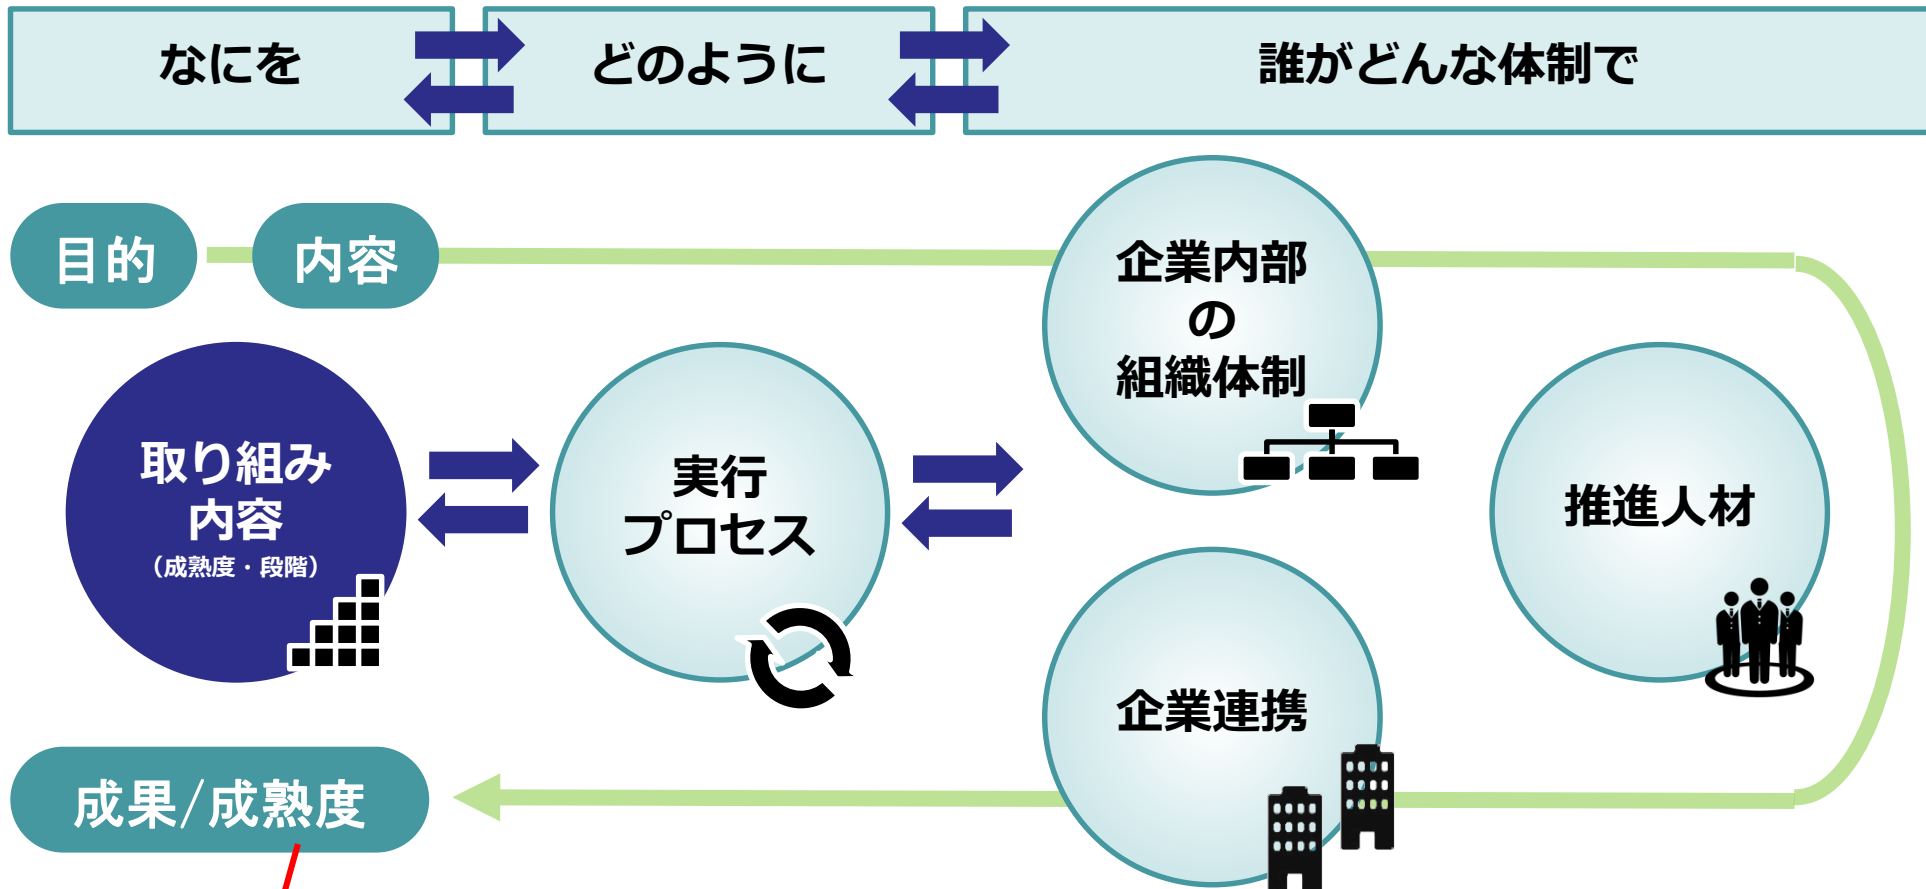 なにを
どのように
誰がどんな体制で
目的
内容
企業内部
の
組織体制
取り組み
内容
（成熟度・段階）
実行
プロセス
推進人材
企業連携
成果/成熟度